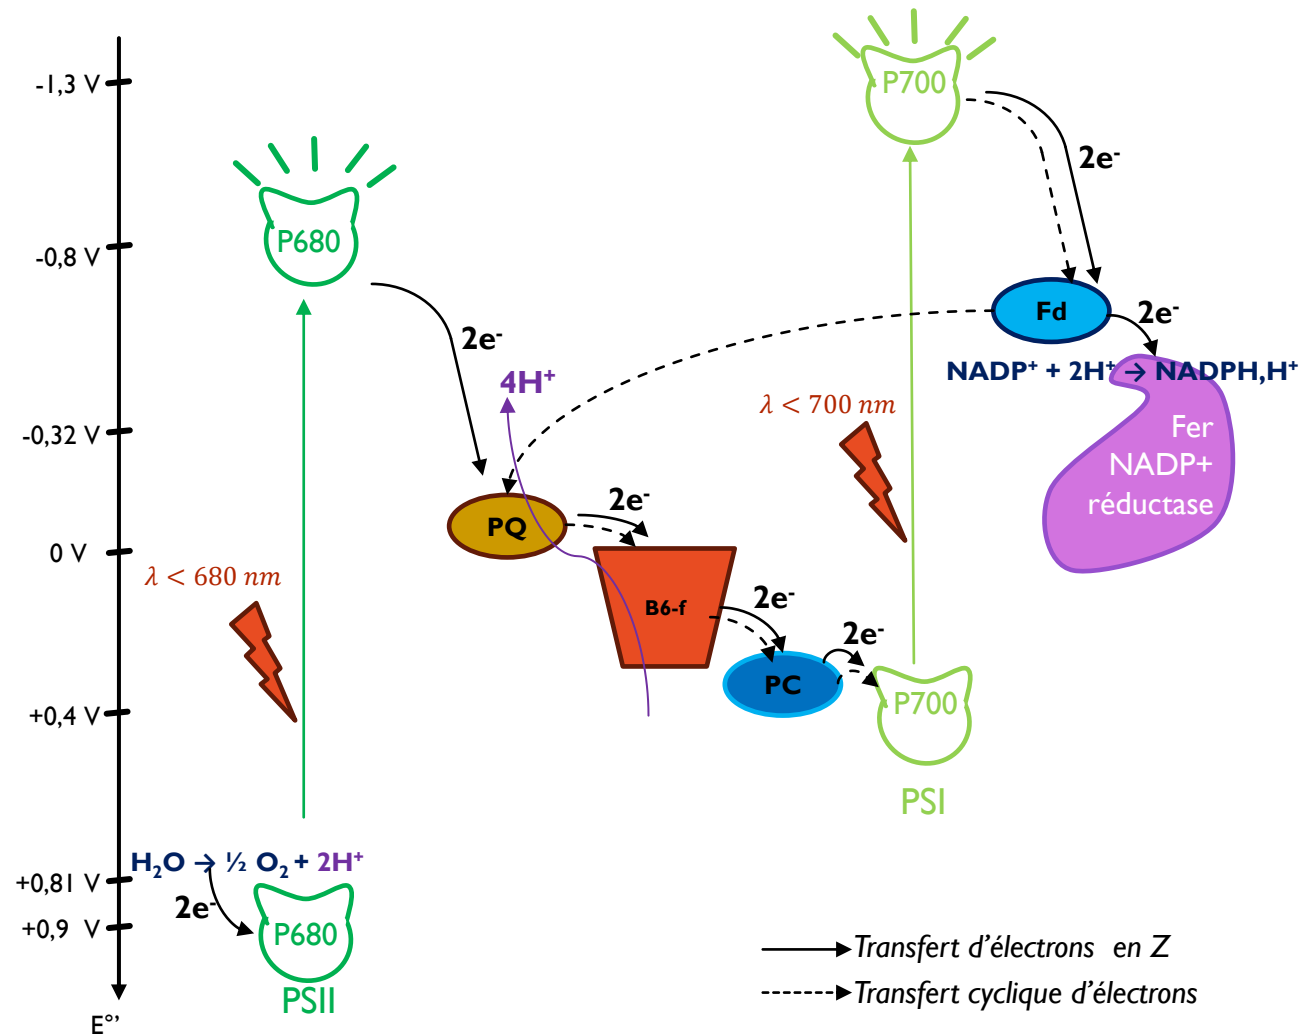 -1,3 V
P700
2e-
-0,8 V
P680
Fd
2e-
2e-
NADP+ + 2H+ → NADPH,H+
4H+
λ < 700 nm
-0,32 V
Fer
NADP+
réductase
PQ
2e-
0 V
λ < 680 nm
B6-f
2e-
2e-
PC
P700
+0,4 V
PSI
H2O → ½ O2 + 2H+
+0,81 V
2e-
+0,9 V
P680
PSII
Transfert d'électrons en Z
Transfert cyclique d'électrons
E°'